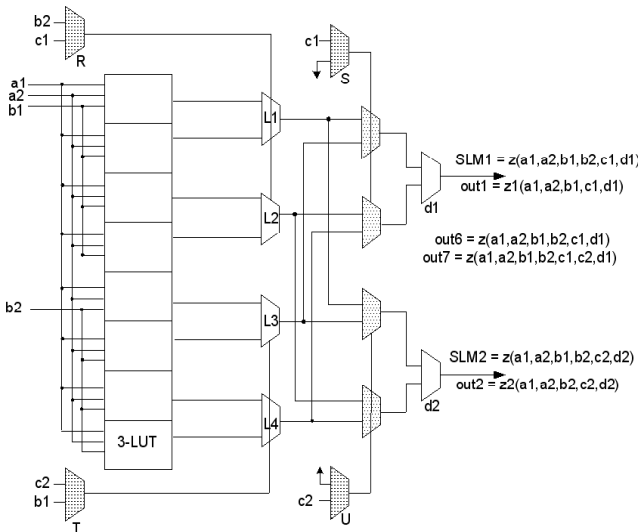 b2
c1
R
c1
S
a1
a2
b1
L1
SLM1 = z(a1,a2,b1,b2,c1,d1)
out1 = z1(a1,a2,b1,c1,d1)
d1
L2
out6 = z(a1,a2,b1,b2,c1,d1)
out7 = z(a1,a2,b1,b2,c1,c2,d1)
b2
L3
SLM2 = z(a1,a2,b1,b2,c2,d2)
out2 = z2(a1,a2,b2,c2,d2)
d2
L4
3-LUT
c2
b1
T
c2
U